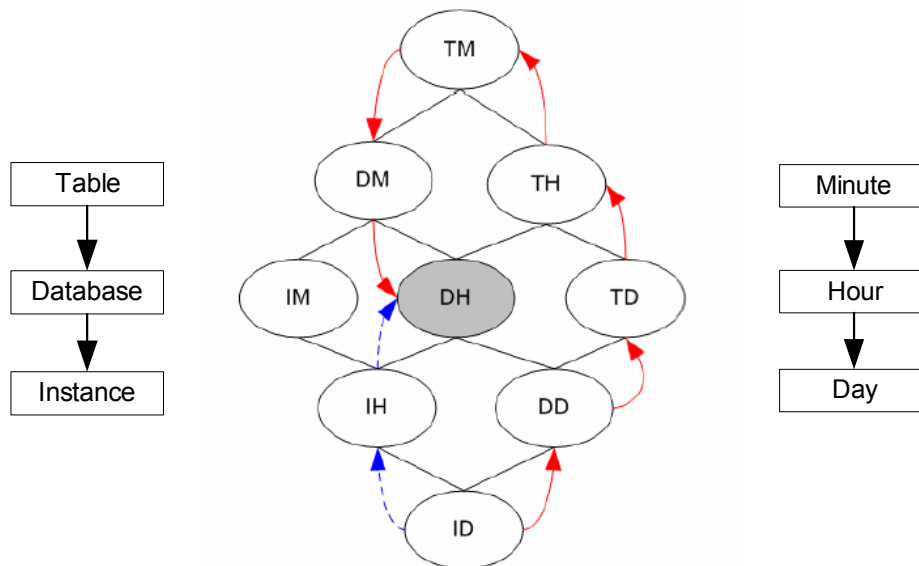 TM
DM
TH
IM
DH
TD
IH
DD
ID
Table
Database
Instance
Minute
Hour
Day